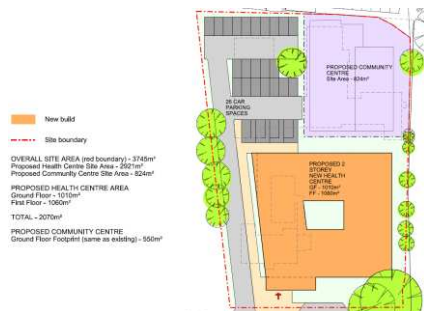 New build
Site boundary
OVERALL SITE AREA (red boundary) - 3745m²
Proposed Health Centre Site Area - 2921m²
Proposed Community Centre Site Area - 824m²
PROPOSED HEALTH CENTRE AREA
Ground Floor - 1010m²
First Floor - 1060m²
TOTAL - 2070m²
PROPOSED COMMUNITY CENTRE
Ground Floor Footprint (same as existing) - 550m²
PROPOSED COMMUNITY
CENTRE
Site Area - 824m²
26 CAR
PARKING
SPACES
PROPOSED 2
STOREY
NEW HEALTH
CENTRE
GF - 1010m²
FF - 1060m²